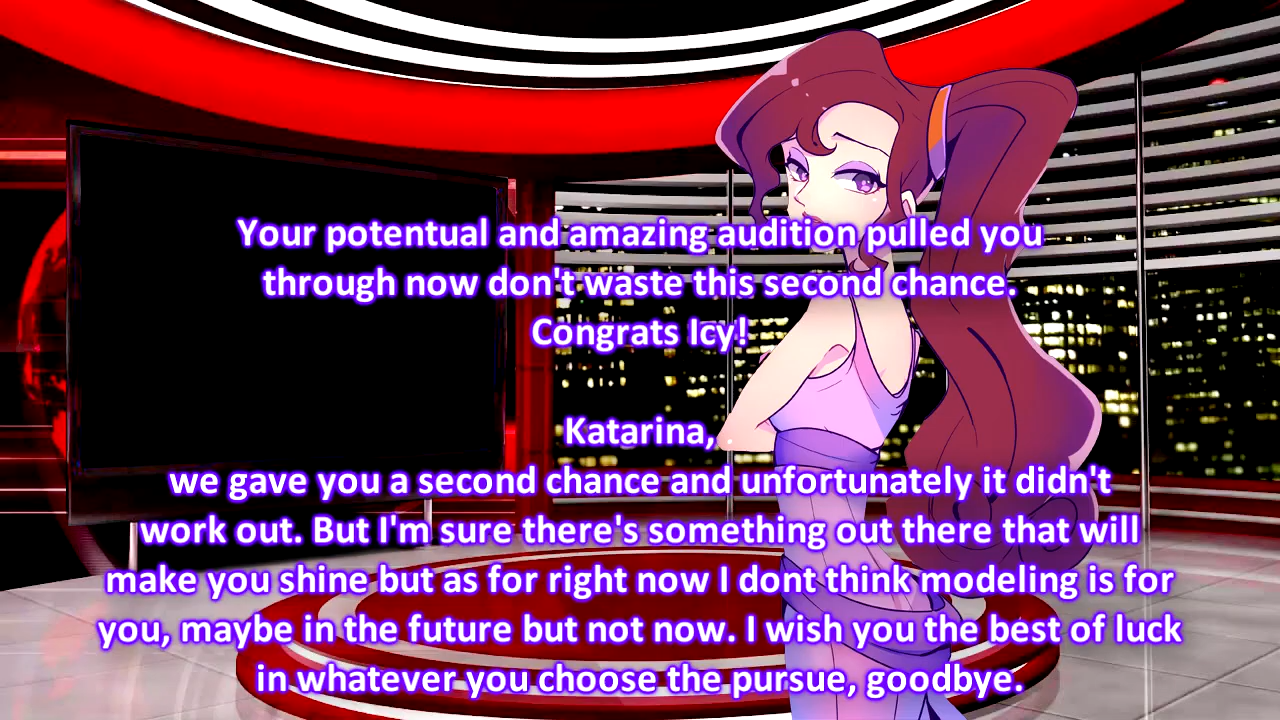 Your potentual and amazing audition pulled you
through now don't waste this second chance.
Congrats Icy!
Katarina,
we gave you a second chance and unfortunately it didn't
work out. But I'm sure there's something out there that will
make you shine but as for right now I dont think modeling is for
you, maybe in the future but not now. I wish you the best of luck
in whatever you choose the pursue, goodbye.